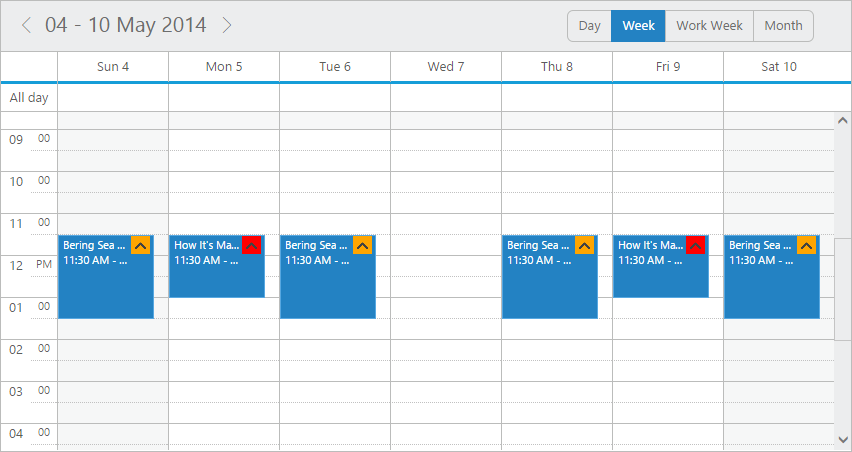 04 - 10 May 2014
Day Week Work Week Month
Sun 4 Mon 5 Tue 6 Wed 7 Thu 8 Fri 9 Sat 10
All day
09 00
10 00
11 00
Bering Sea ... How It's Ma... Bering Sea ... Bering Sea ... How It's Ma... Bering Sea ...
11:30 AM - ... 11:30 AM - ... 11:30 AM - ... 11:30 AM - ... 11:30 AM - ... 11:30 AM - ...
12 PM
01 00
02 00
03 00
04 00